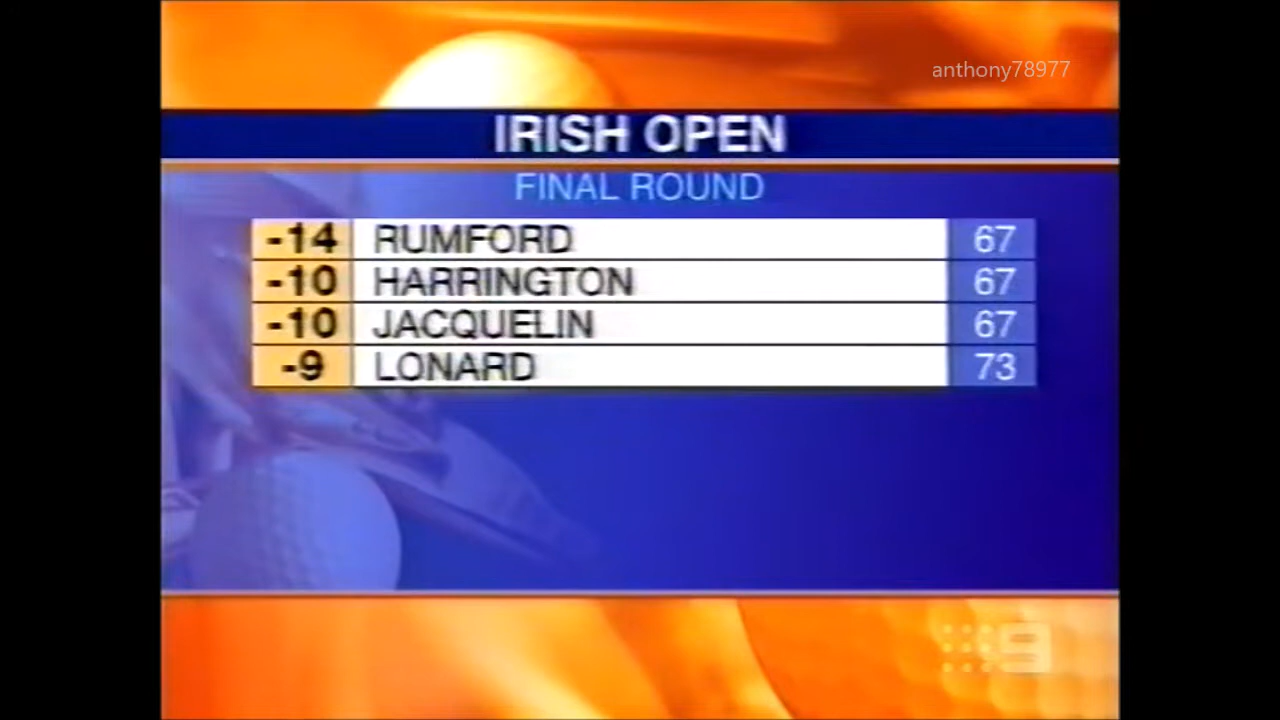 anthony78977
IRISH OPEN
FINAL ROUND
-14 RUMFORD 67
-10 HARRINGTON 67
-10 JACQUELIN 67
-9 LONARD 73
9